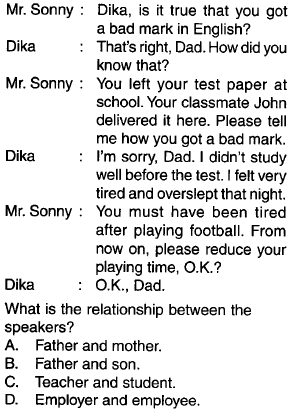 Mr. Sonny : Dika, is it true that you got
a bad mark in English?
Dika : That's right, Dad. How did you
know that?
Mr. Sonny : You left your test paper at
school. Your classmate John
delivered it here. Please tell
me how you got a bad mark.
Dika : I'm sorry, Dad. I didn't study
well before the test. I felt very
tired and overslept that night.
Mr. Sonny : You must have been tired
after playing football. From
now on, please reduce your
playing time, O.K.?
Dika : O.K., Dad.
What is the relationship between the
speakers?
A. Father and mother.
B. Father and son.
C. Teacher and student.
D. Employer and employee.